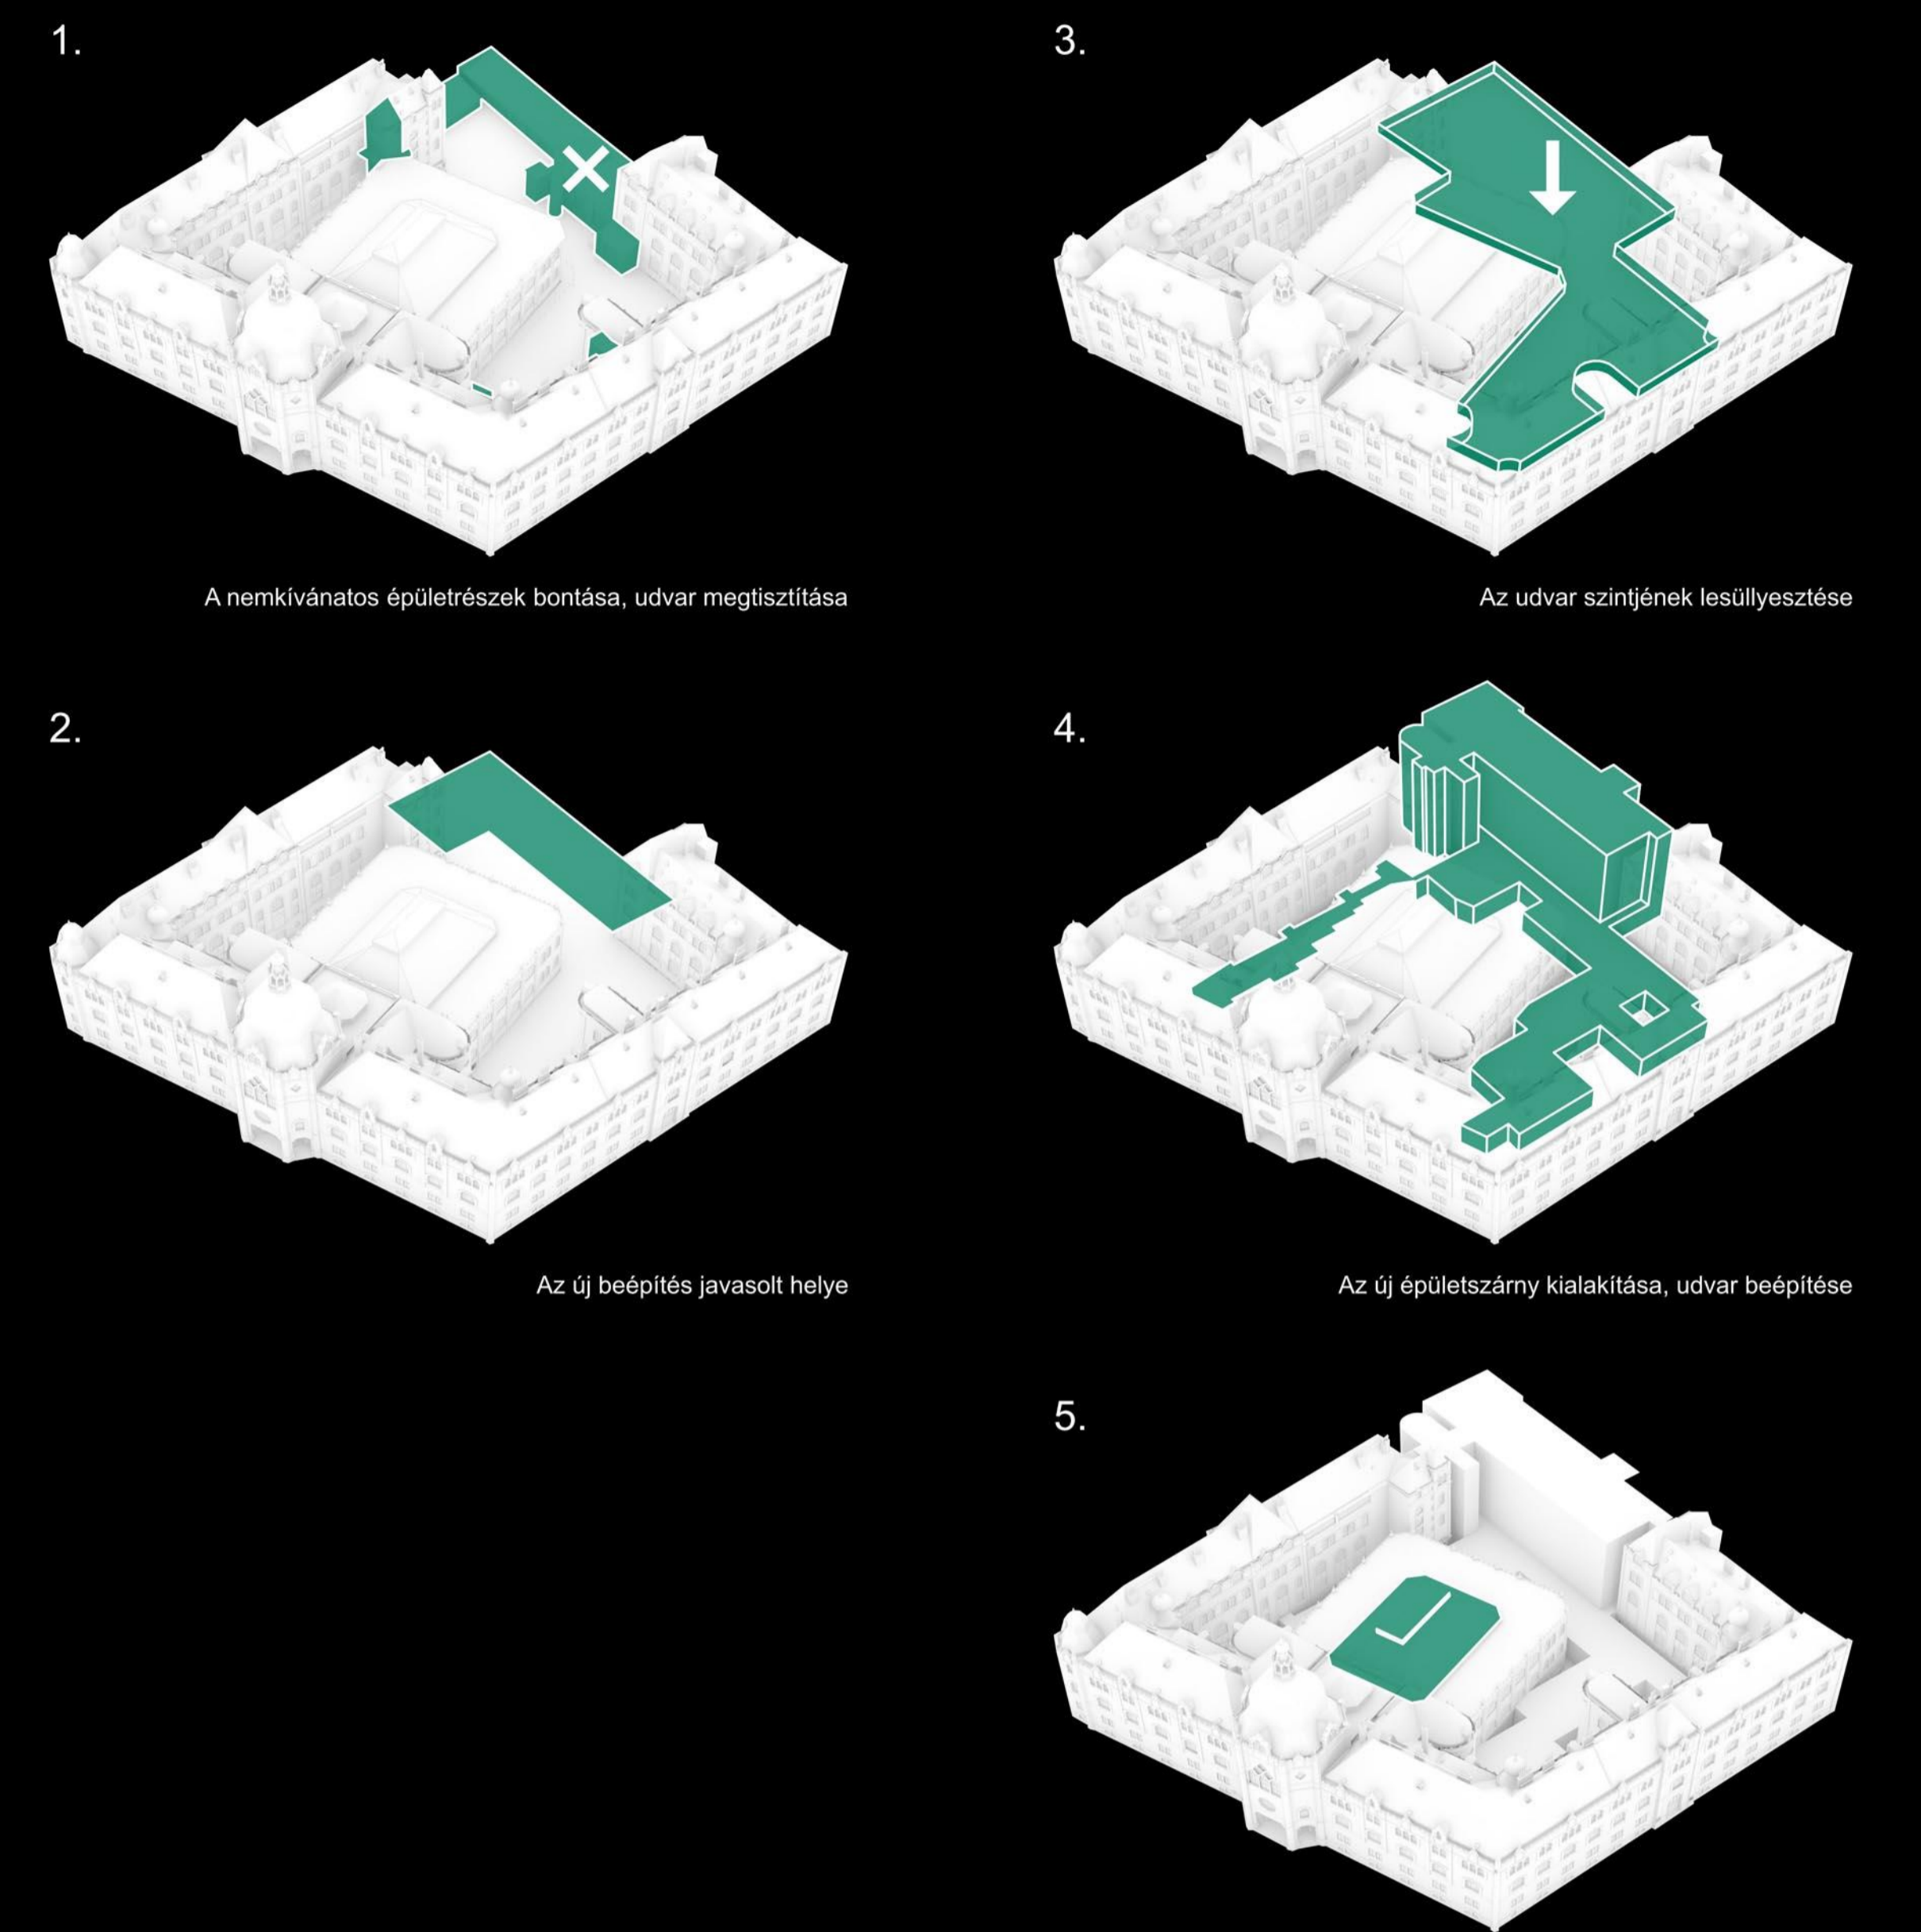 1.
A nemkívánatos épületrészek bontása, udvar megtisztítása
2.
Az új beépítés javasolt helye
3.
Az udvar szintjének lesüllyesztése
4.
Az új épületszárny kialakítása, udvar beépítése
5.